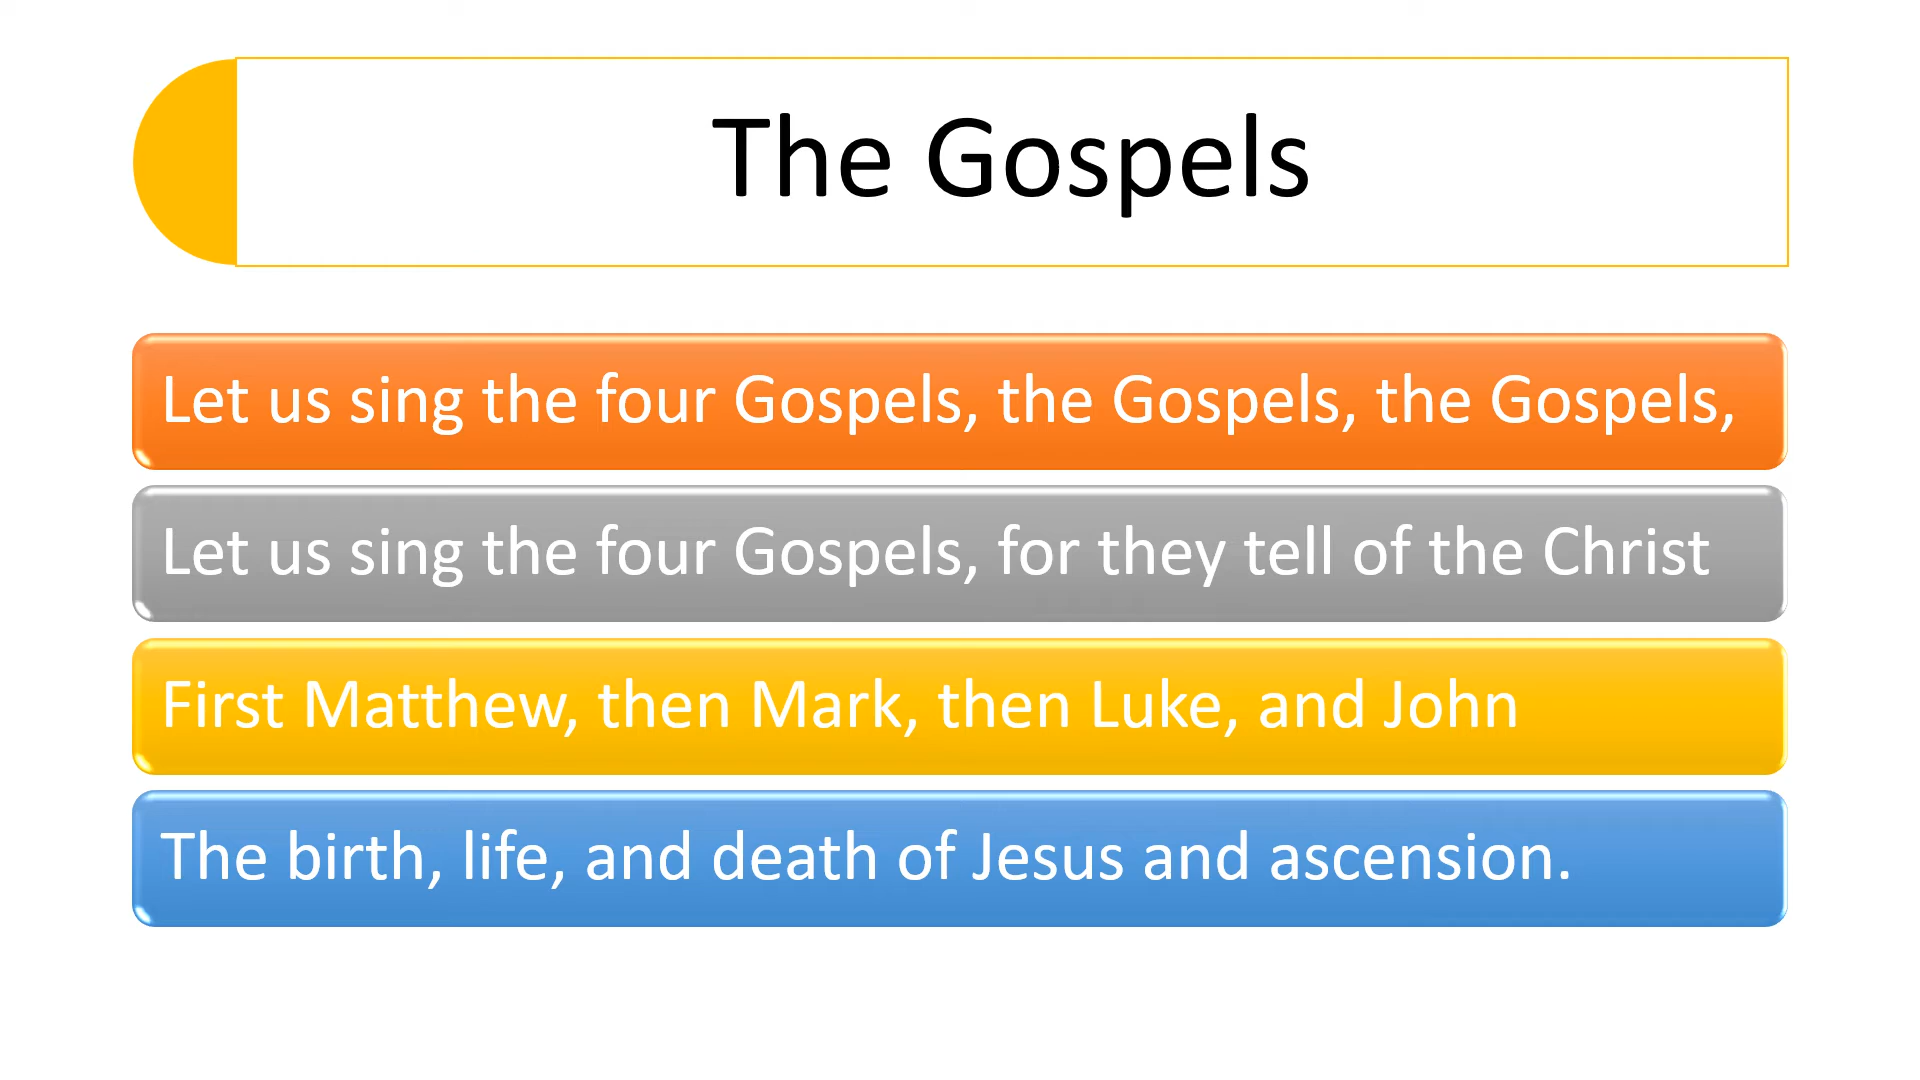 The Gospels
Let us sing the four Gospels, the Gospels, the Gospels,
Let us sing the four Gospels, for they tell of the Christ
First Matthew, then Mark, then Luke, and John
The birth, life, and death of Jesus and ascension.